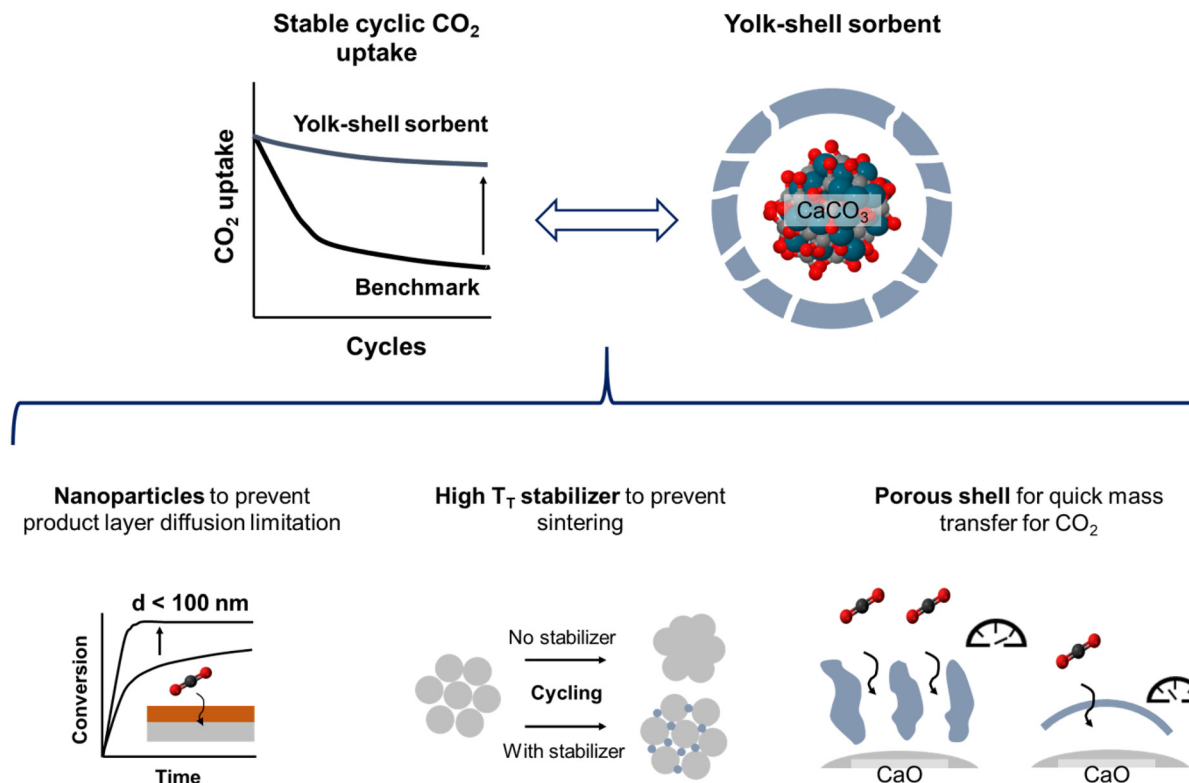 Stable cyclic CO₂
uptake
Yolk-shell sorbent
CO₂ uptake
Yolk-shell sorbent
Benchmark
Cycles
CaCO₃
Nanoparticles to prevent
product layer diffusion limitation
High T_T stabilizer to prevent
sintering
Porous shell for quick mass
transfer for CO₂
d < 100 nm
Conversion
Time
No stabilizer
Cycling
With stabilizer
CaO
CaO